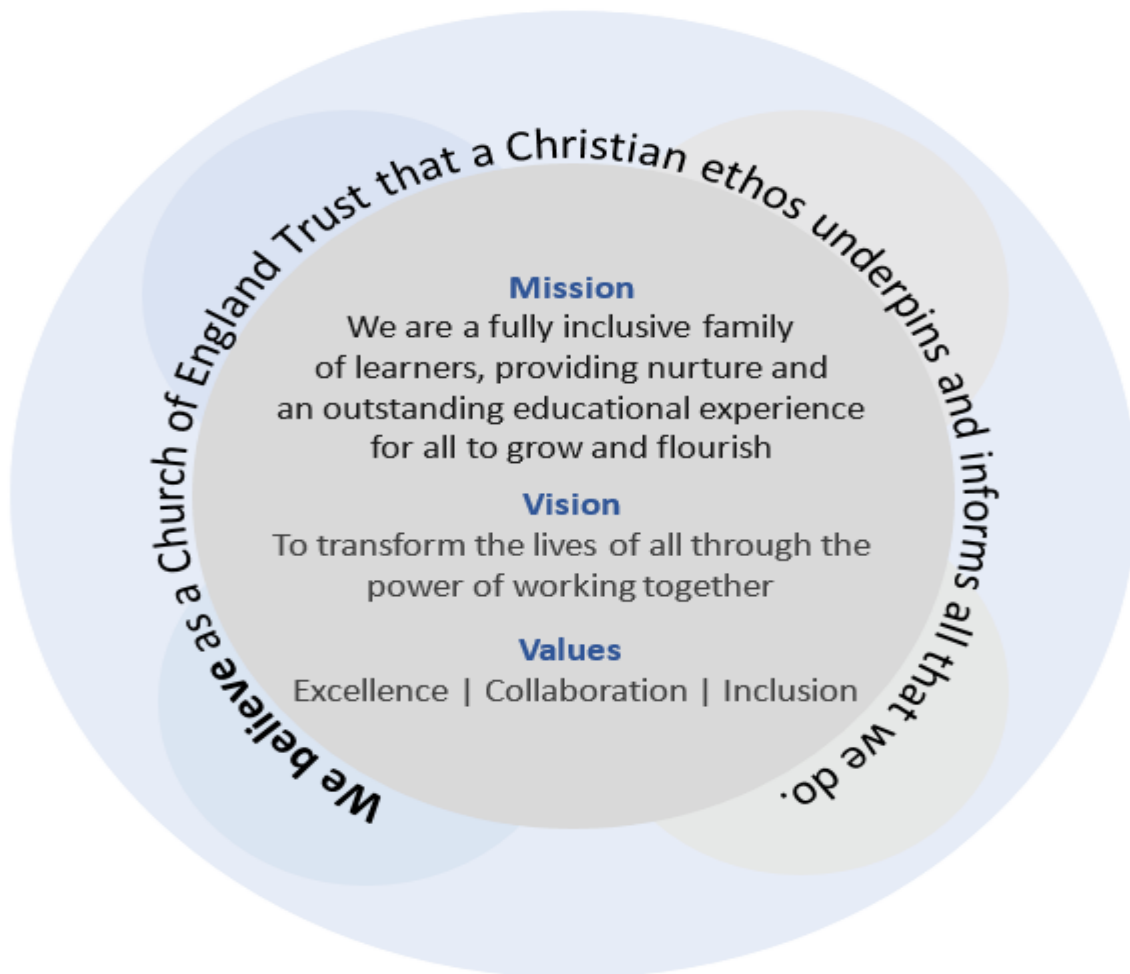 We believe as a Church of England Trust that a Christian ethos underpins and informs all that we do.
Mission
We are a fully inclusive family
of learners, providing nurture and
an outstanding educational experience
for all to grow and flourish
Vision
To transform the lives of all through the
power of working together
Values
Excellence | Collaboration | Inclusion